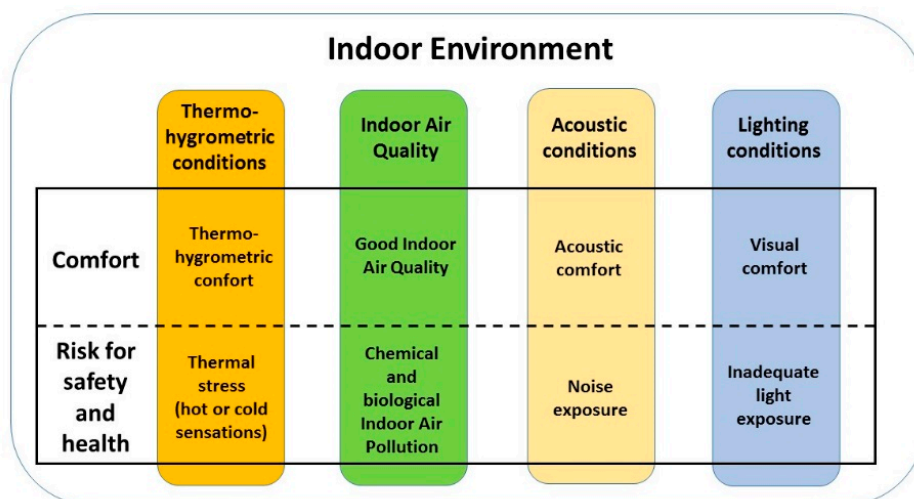 Indoor Environment
Thermo-
hygrometric
conditions
Indoor Air
Quality
Acoustic
conditions
Lighting
conditions
Comfort
Thermo-
hygrometric
confort
Good Indoor
Air Quality
Acoustic
comfort
Visual
comfort
Risk for
safety
and
health
Thermal
stress
(hot or cold
sensations)
Chemical
and
biological
Indoor Air
Pollution
Noise
exposure
Inadequate
light
exposure